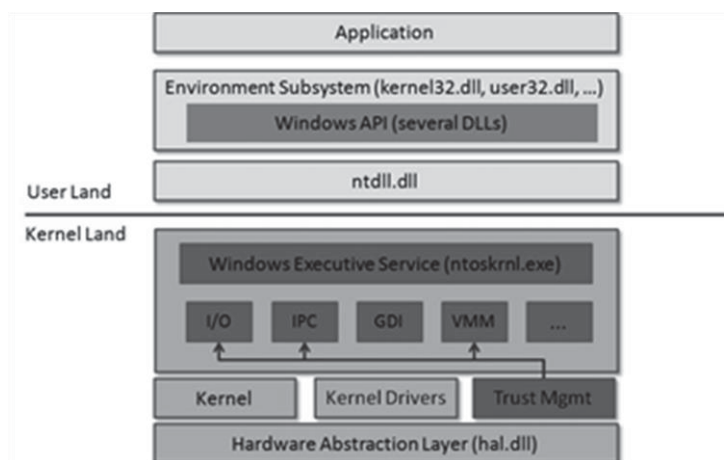 Application
Environment Subsystem (kernel32.dll, user32.dll, ...)
Windows API (several DLLs)
ntdll.dll
User Land
Kernel Land
Windows Executive Service (ntoskrnl.exe)
I/O IPC GDI VMM ...
Kernel Kernel Drivers Trust Mgmt
Hardware Abstraction Layer (hal.dll)